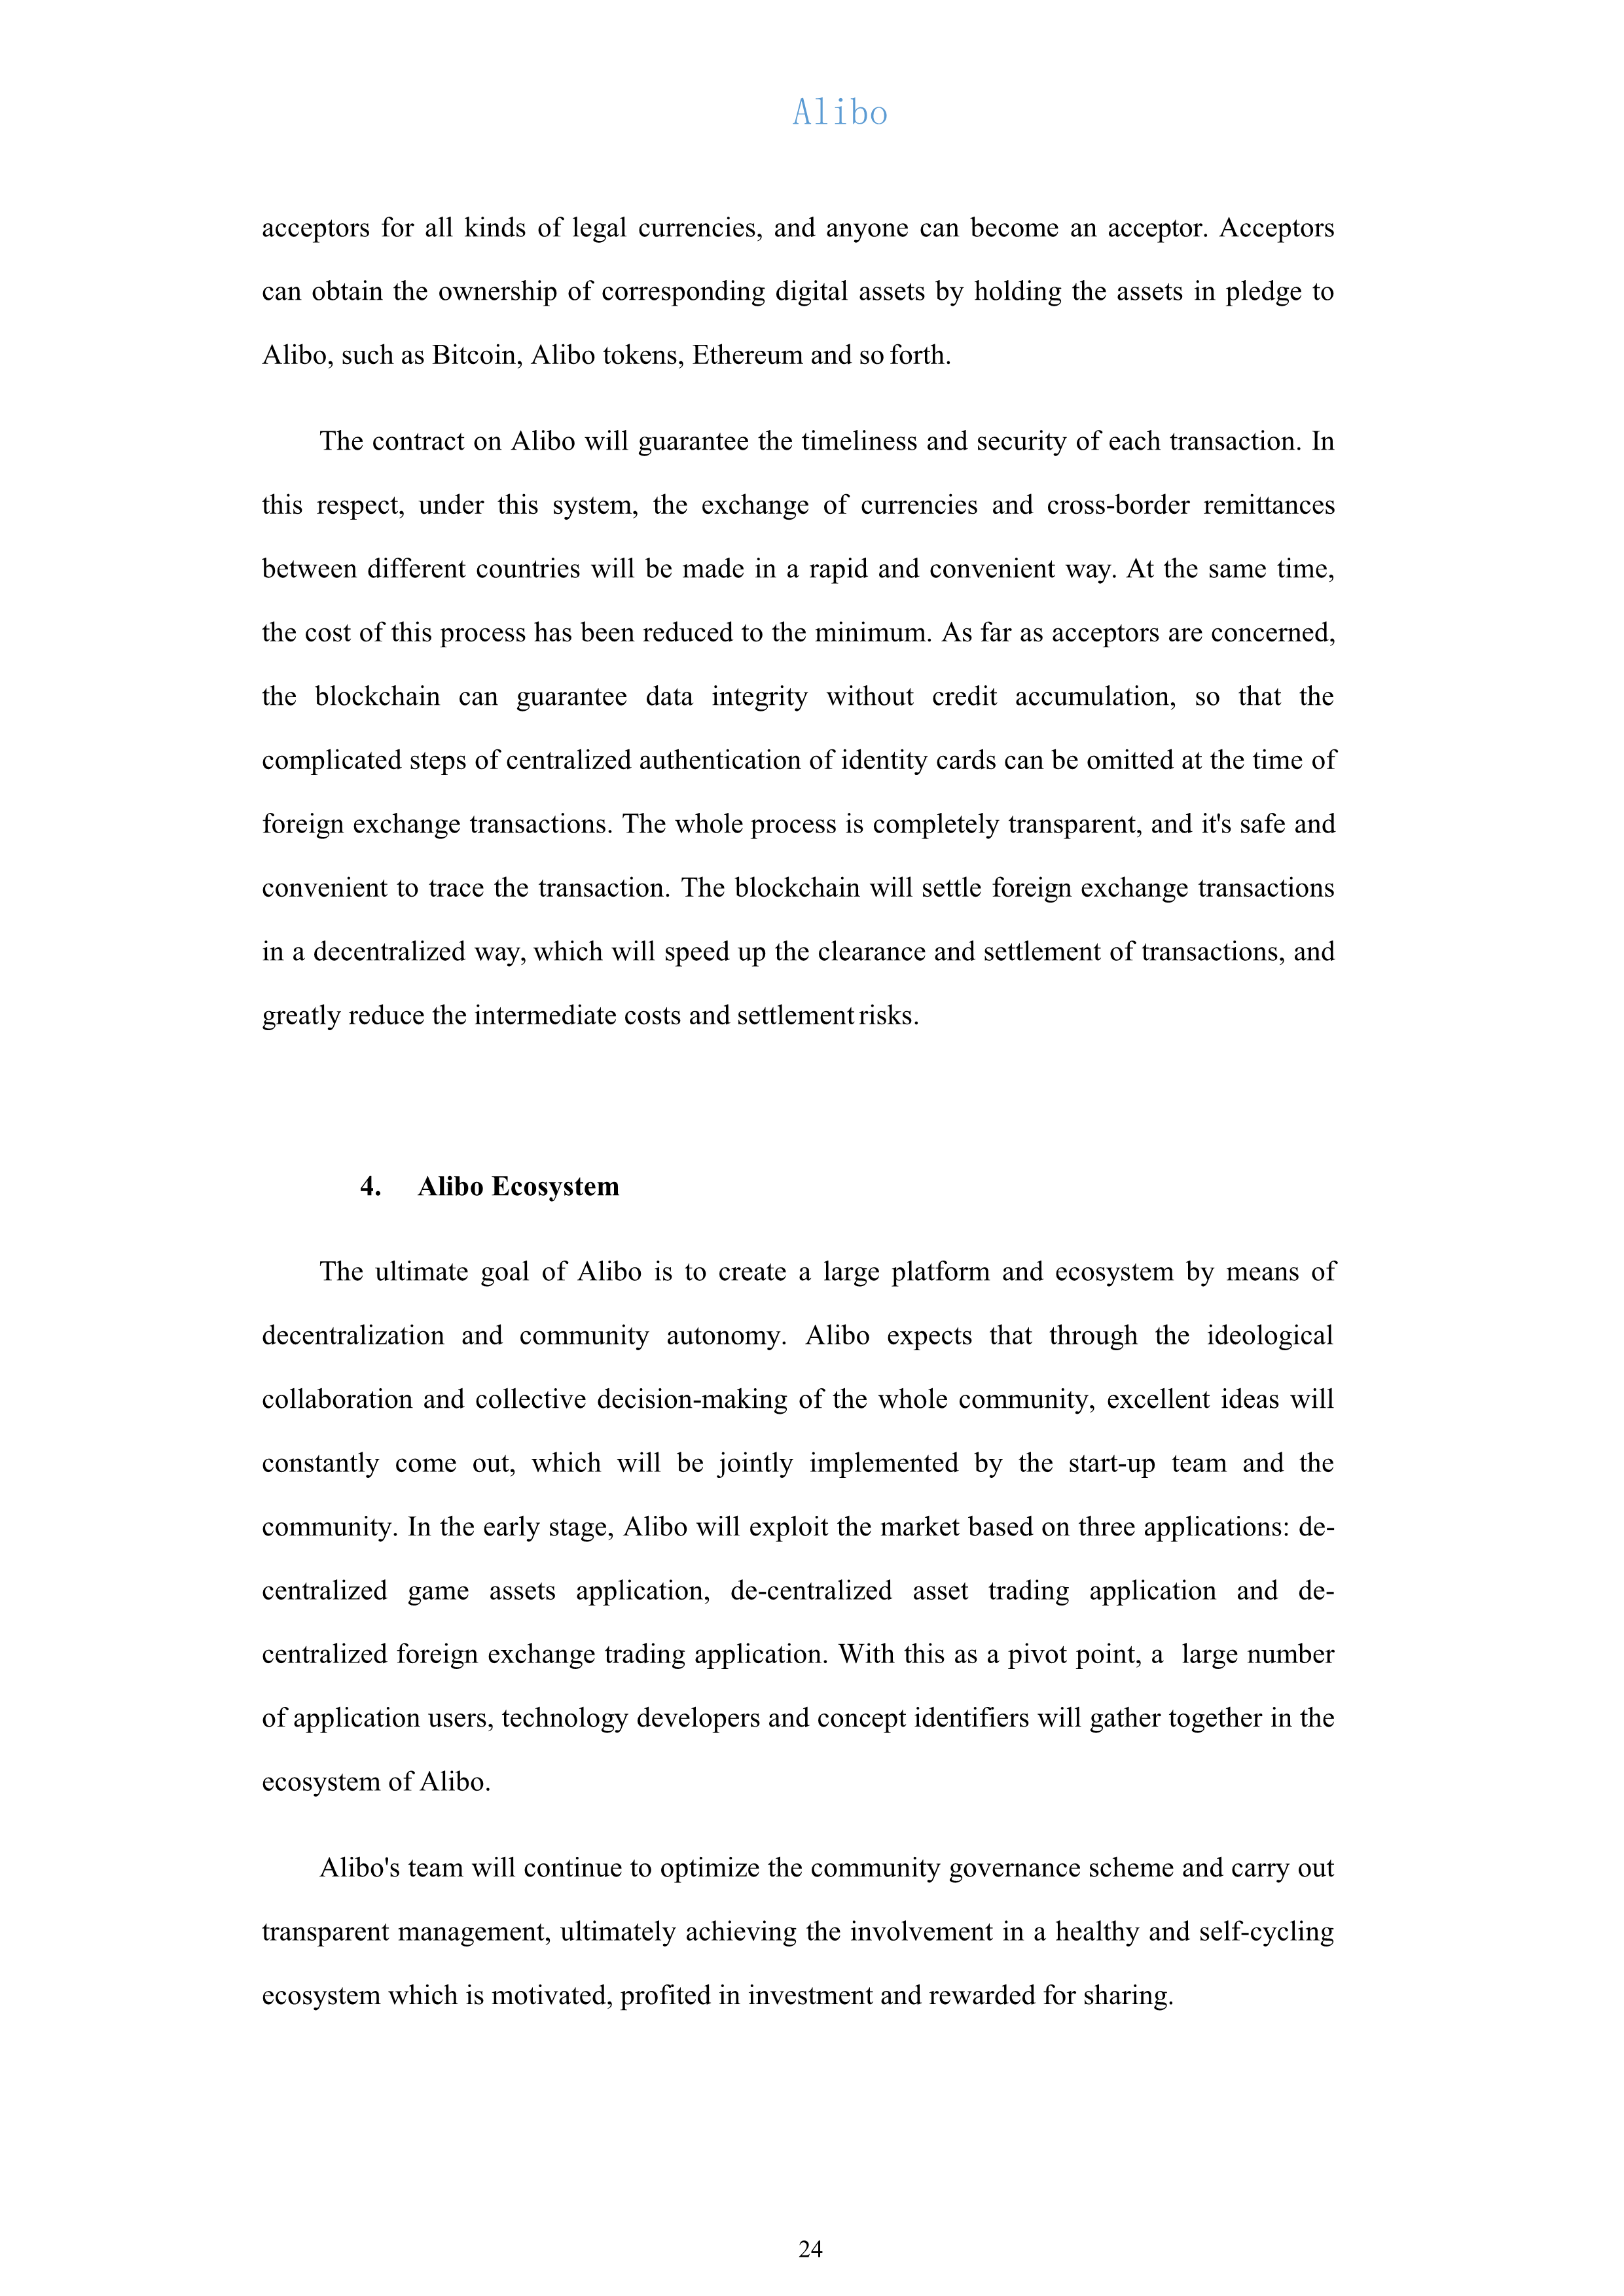 Alibo
acceptors for all kinds of legal currencies, and anyone can become an acceptor. Acceptors
can obtain the ownership of corresponding digital assets by holding the assets in pledge to
Alibo, such as Bitcoin, Alibo tokens, Ethereum and so forth.
The contract on Alibo will guarantee the timeliness and security of each transaction. In
this respect, under this system, the exchange of currencies and cross-border remittances
between different countries will be made in a rapid and convenient way. At the same time,
the cost of this process has been reduced to the minimum. As far as acceptors are concerned,
the blockchain can guarantee data integrity without credit accumulation, so that the
complicated steps of centralized authentication of identity cards can be omitted at the time of
foreign exchange transactions. The whole process is completely transparent, and it's safe and
convenient to trace the transaction. The blockchain will settle foreign exchange transactions
in a decentralized way, which will speed up the clearance and settlement of transactions, and
greatly reduce the intermediate costs and settlement risks.
4. Alibo Ecosystem
The ultimate goal of Alibo is to create a large platform and ecosystem by means of
decentralization and community autonomy. Alibo expects that through the ideological
collaboration and collective decision-making of the whole community, excellent ideas will
constantly come out, which will be jointly implemented by the start-up team and the
community. In the early stage, Alibo will exploit the market based on three applications: de-
centralized game assets application, de-centralized asset trading application and de-
centralized foreign exchange trading application. With this as a pivot point, a large number
of application users, technology developers and concept identifiers will gather together in the
ecosystem of Alibo.
Alibo's team will continue to optimize the community governance scheme and carry out
transparent management, ultimately achieving the involvement in a healthy and self-cycling
ecosystem which is motivated, profited in investment and rewarded for sharing.
24